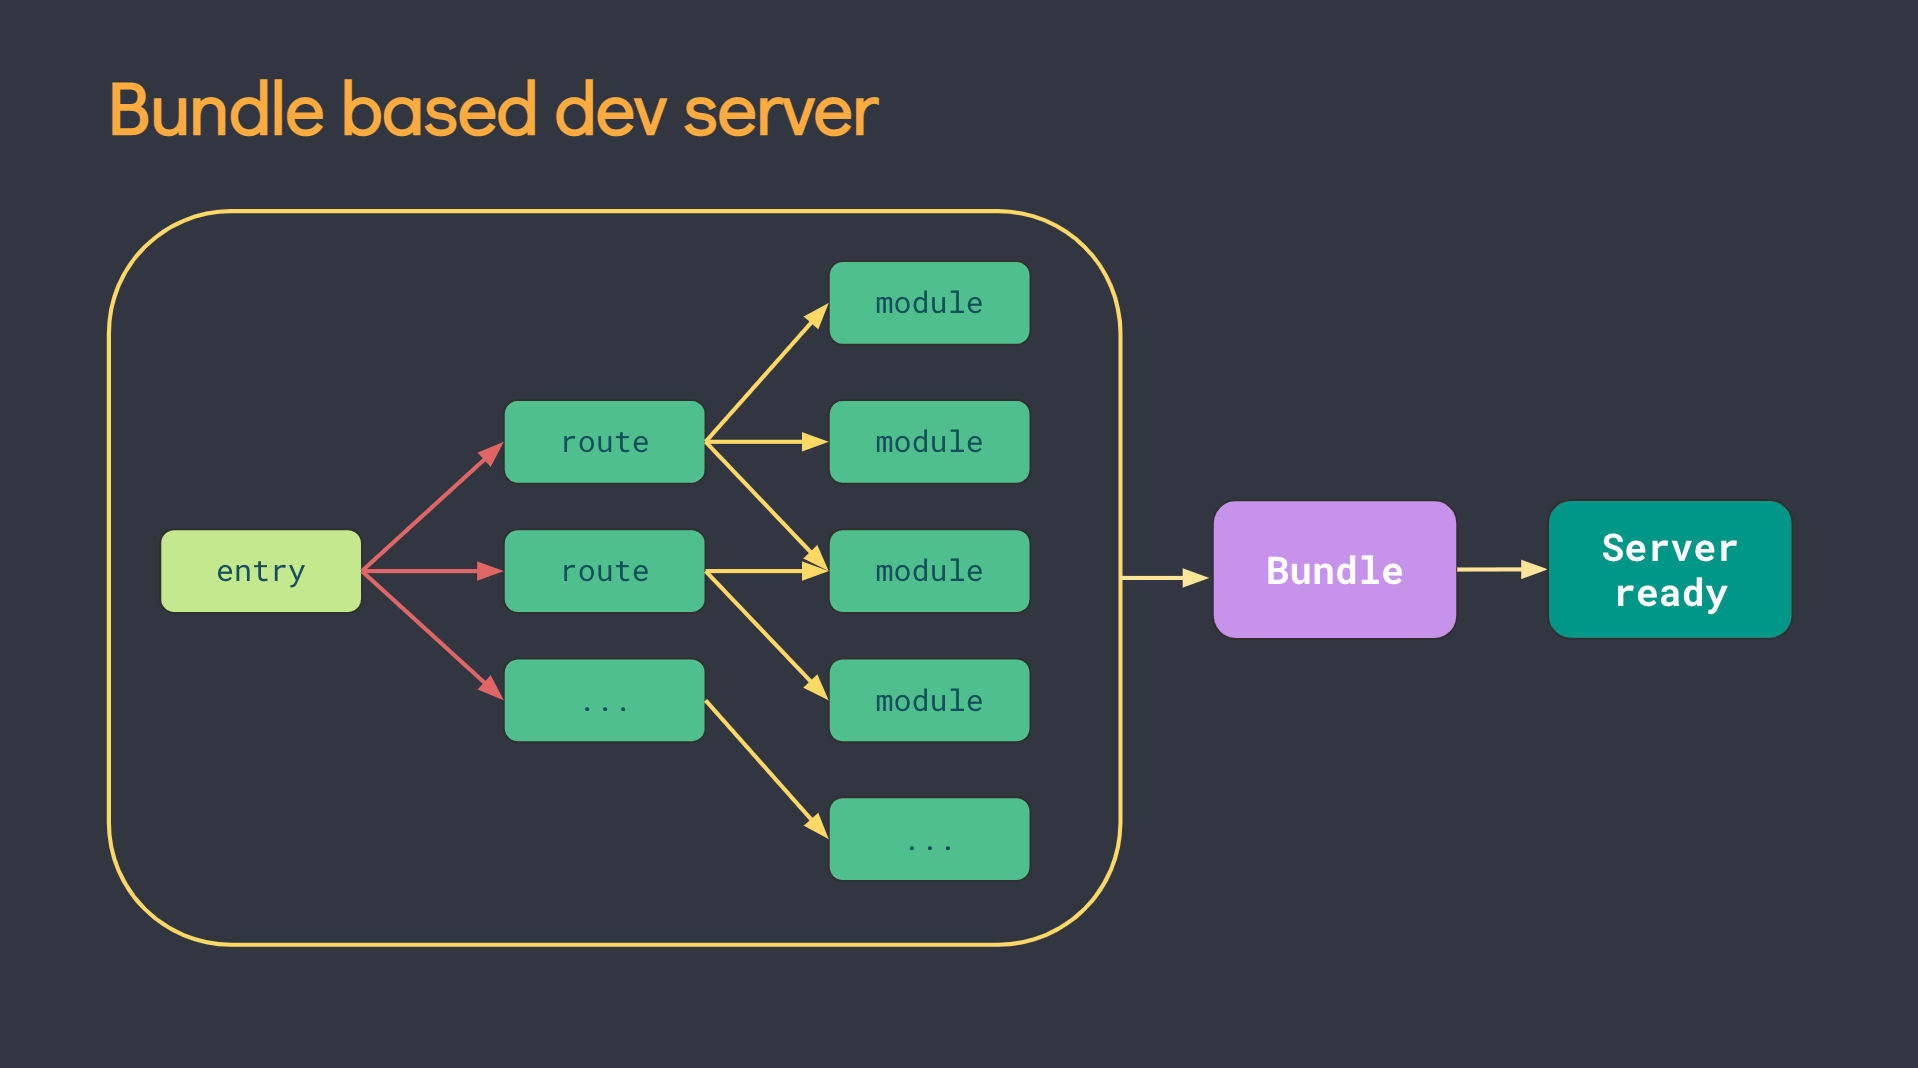 Bundle based dev server
module
route
module
entry
route
module
...
module
...
Bundle
Server
ready